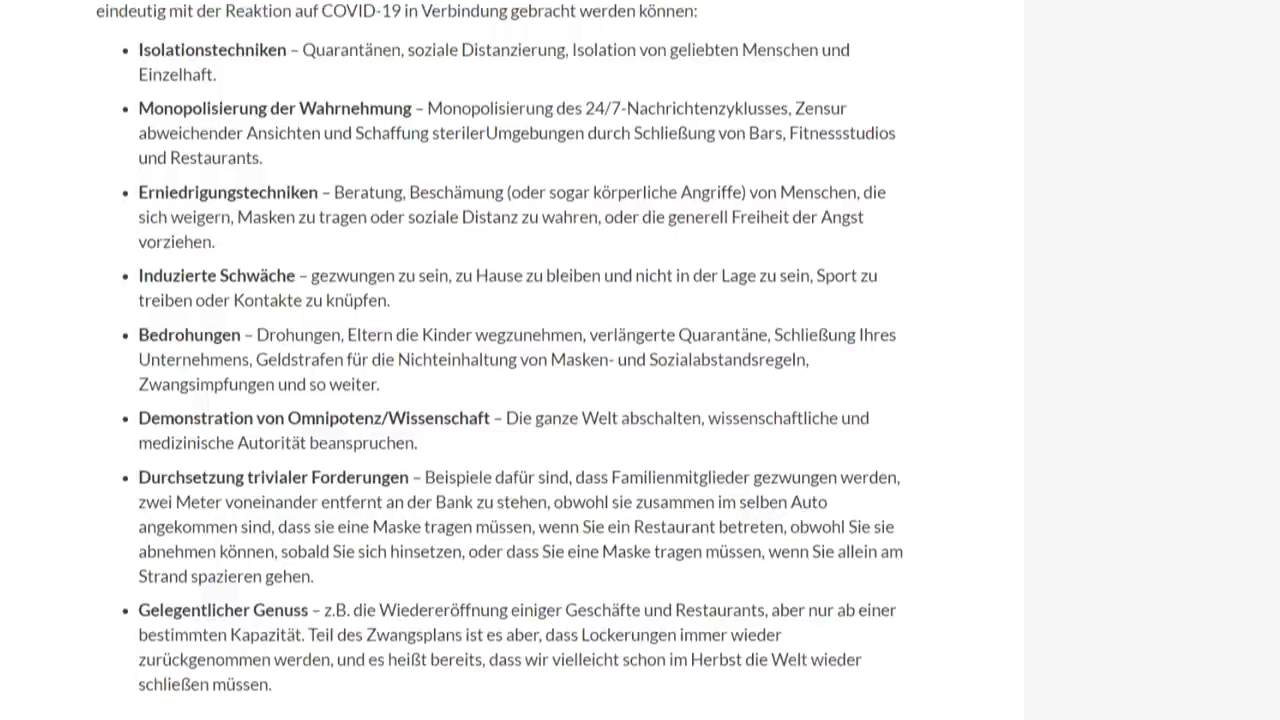 eindeutig mit der Reaktion auf COVID-19 in Verbindung gebracht werden können:
• Isolationstechniken – Quarantänen, soziale Distanzierung, Isolation von geliebten Menschen und
Einzelhaft.
• Monopolisierung der Wahrnehmung – Monopolisierung des 24/7-Nachrichtenzyklusses, Zensur
abweichender Ansichten und Schaffung sterilerUmgebungen durch Schließung von Bars, Fitnessstudios
und Restaurants.
• Erniedrigungstechniken – Beratung, Beschämung (oder sogar körperliche Angriffe) von Menschen, die
sich weigern, Masken zu tragen oder soziale Distanz zu wahren, oder die generell Freiheit der Angst
vorziehen.
• Induzierte Schwäche – gezwungen zu sein, zu Hause zu bleiben und nicht in der Lage zu sein, Sport zu
treiben oder Kontakte zu knüpfen.
• Bedrohungen – Drohungen, Eltern die Kinder wegzunehmen, verlängerte Quarantäne, Schließung Ihres
Unternehmens, Geldstrafen für die Nichteinhaltung von Masken- und Sozialabstandsregeln,
Zwangsimpfungen und so weiter.
• Demonstration von Omnipotenz/Wissenschaft – Die ganze Welt abschalten, wissenschaftliche und
medizinische Autorität beanspruchen.
• Durchsetzung trivialer Forderungen – Beispiele dafür sind, dass Familienmitglieder gezwungen werden,
zwei Meter voneinander entfernt an der Bank zu stehen, obwohl sie zusammen im selben Auto
angekommen sind, dass sie eine Maske tragen müssen, wenn Sie ein Restaurant betreten, obwohl Sie sie
abnehmen können, sobald Sie sich hinsetzen, oder dass Sie eine Maske tragen müssen, wenn Sie allein am
Strand spazieren gehen.
• Gelegentlicher Genuss – z.B. die Wiedereröffnung einiger Geschäfte und Restaurants, aber nur ab einer
bestimmten Kapazität. Teil des Zwangsplans ist es aber, dass Lockerungen immer wieder
zurückgenommen werden, und es heißt bereits, dass wir vielleicht schon im Herbst die Welt wieder
schließen müssen.